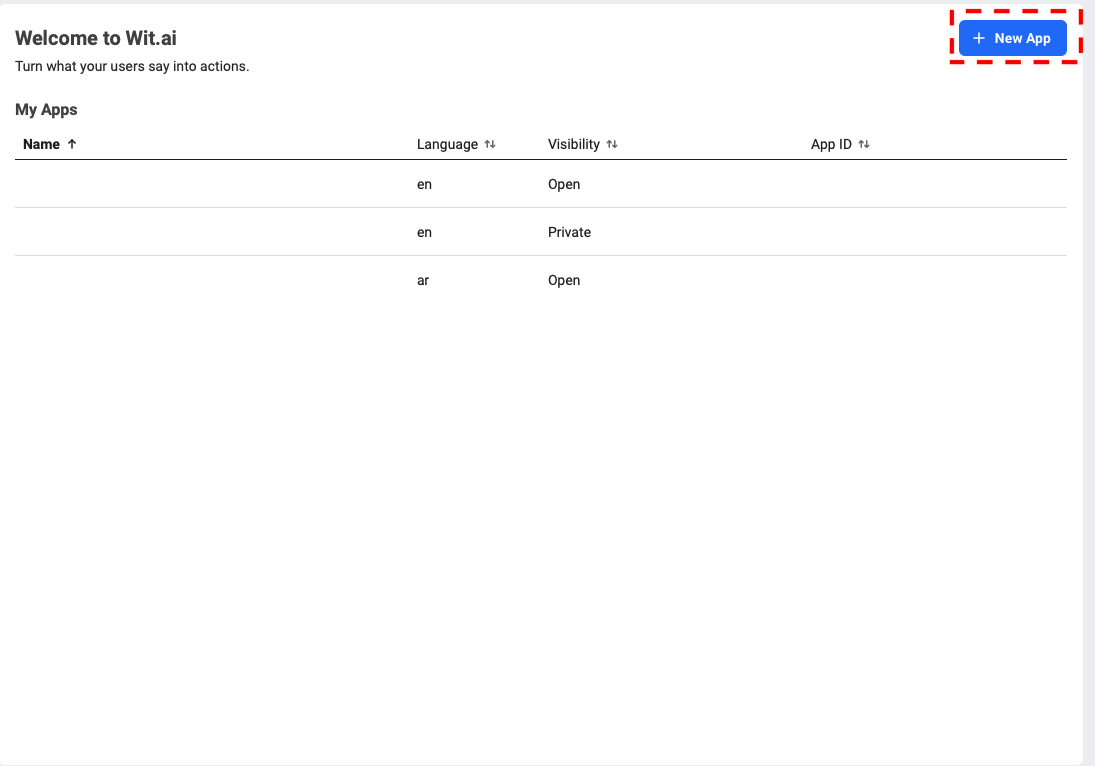 Welcome to Wit.ai
+ New App
Turn what your users say into actions.
My Apps
Name ↑ Language ↑↓ Visibility ↑↓ App ID ↑↓
en Open
en Private
ar Open